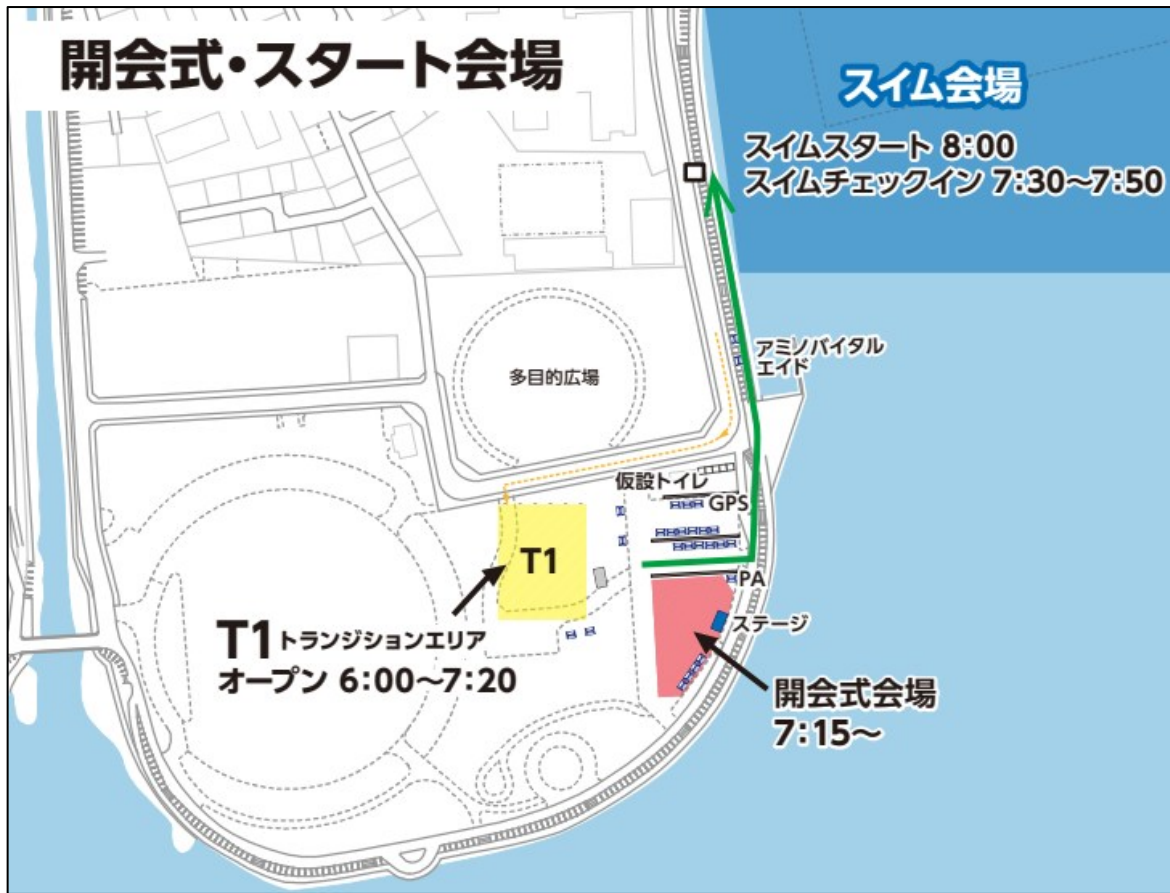 開会式・スタート会場
スイム会場
スイムスタート 8:00
スイムチェックイン 7:30～7:50
アミノバイタル
エイド
多目的広場
仮設トイレ
GPS
T1
PA
ステージ
T1 トランジションエリア
オープン 6:00～7:20
開会式会場
7:15～